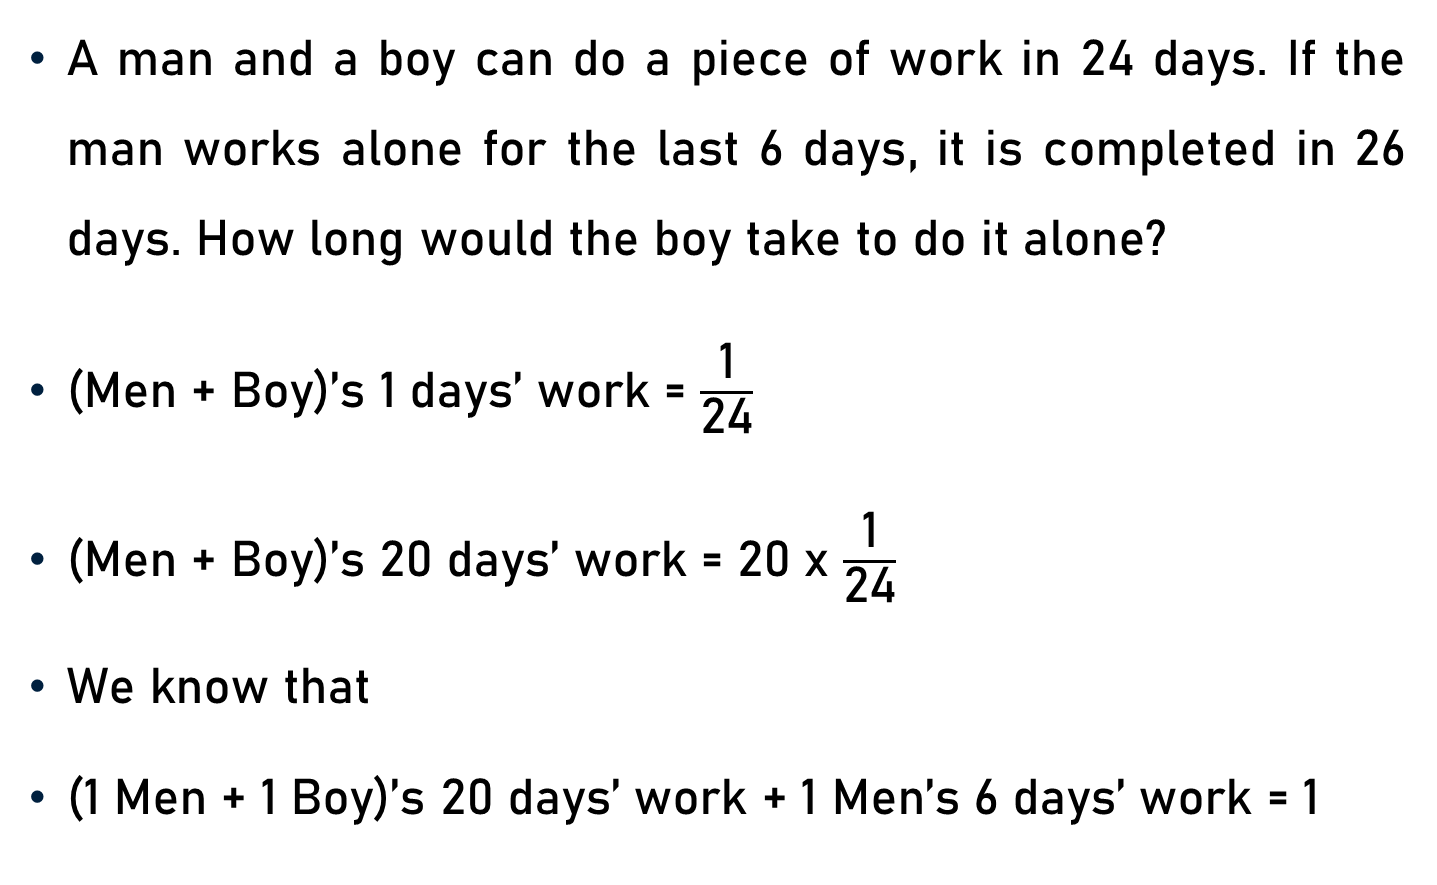 • A man and a boy can do a piece of work in 24 days. If the
man works alone for the last 6 days, it is completed in 26
days. How long would the boy take to do it alone?
• (Men + Boy)’s 1 days’ work = 1/24
• (Men + Boy)’s 20 days’ work = 20 x 1/24
• We know that
• (1 Men + 1 Boy)’s 20 days’ work + 1 Men’s 6 days’ work = 1